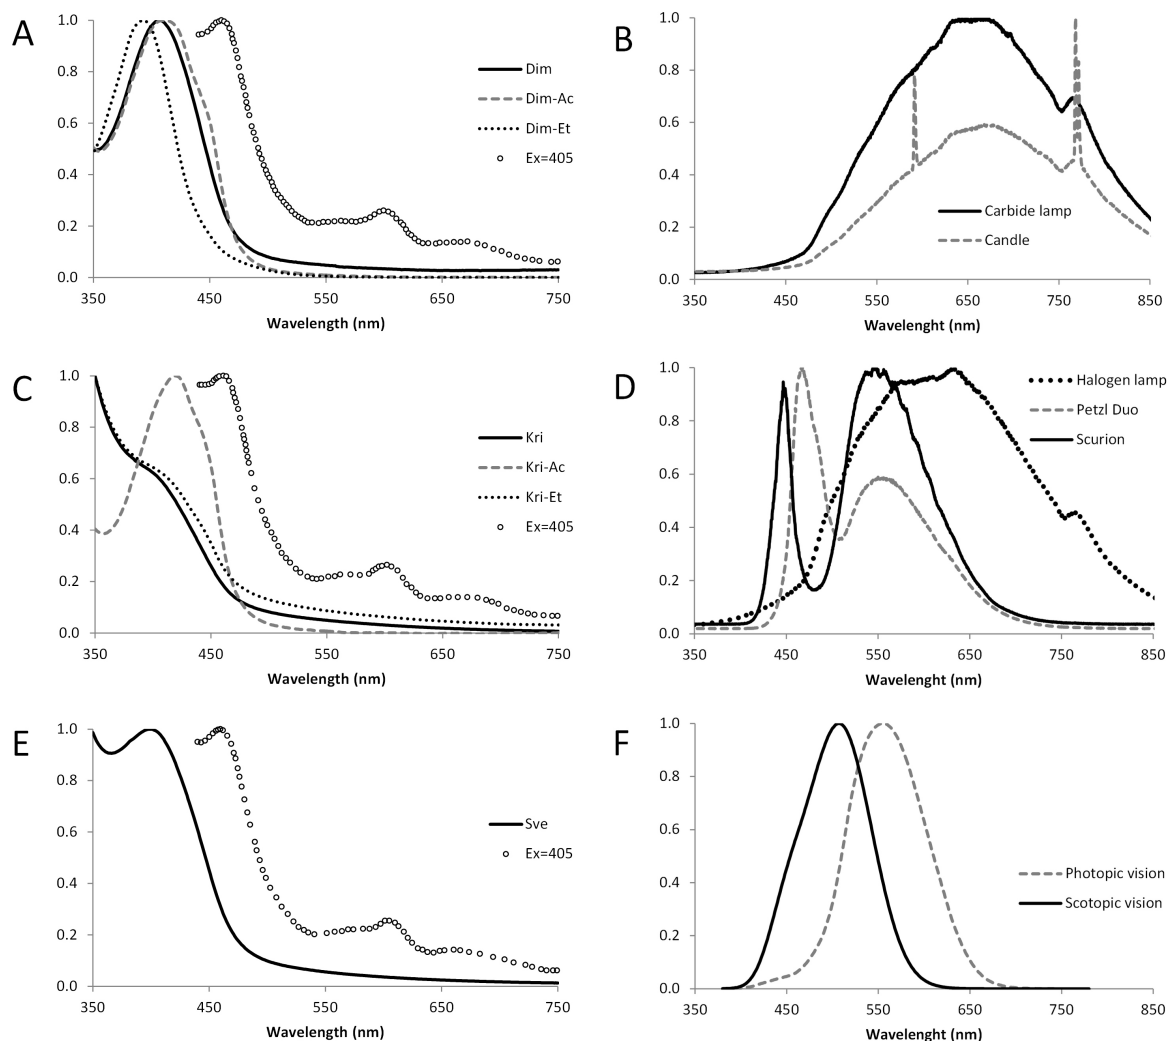 A
1.0
0.8
0.6
0.4
0.2
0.0
350 450 550 650 750
Wavelength (nm)
Dim
Dim-Ac
Dim-Et
Ex=405
B
1.0
0.8
0.6
0.4
0.2
0.0
350 450 550 650 750 850
Wavelenght (nm)
Carbide lamp
Candle
C
1.0
0.8
0.6
0.4
0.2
0.0
350 450 550 650 750
Wavelength (nm)
Kri
Kri-Ac
Kri-Et
Ex=405
D
1.0
0.8
0.6
0.4
0.2
0.0
350 450 550 650 750 850
Wavelenght (nm)
Halogen lamp
Petzl Duo
Scurion
E
1.0
0.8
0.6
0.4
0.2
0.0
350 450 550 650 750
Wavelength (nm)
Sve
Ex=405
F
1.0
0.8
0.6
0.4
0.2
0.0
350 450 550 650 750 850
Wavelenght (nm)
Photopic vision
Scotopic vision